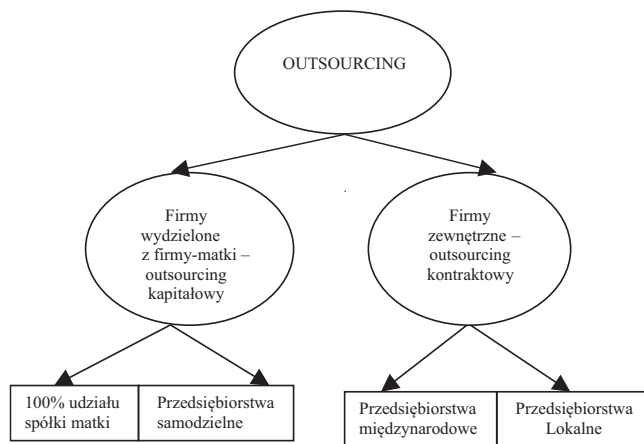 OUTSOURCING
Firmy
wydzielone
z firmy-matki –
outsourcing
kapitałowy
Firmy
zewnętrzne –
outsourcing
kontraktowy
100% udziału
spółki matki
Przedsiębiorstwa
samodzielne
Przedsiębiorstwa
międzynarodowe
Przedsiębiorstwa
Lokalne